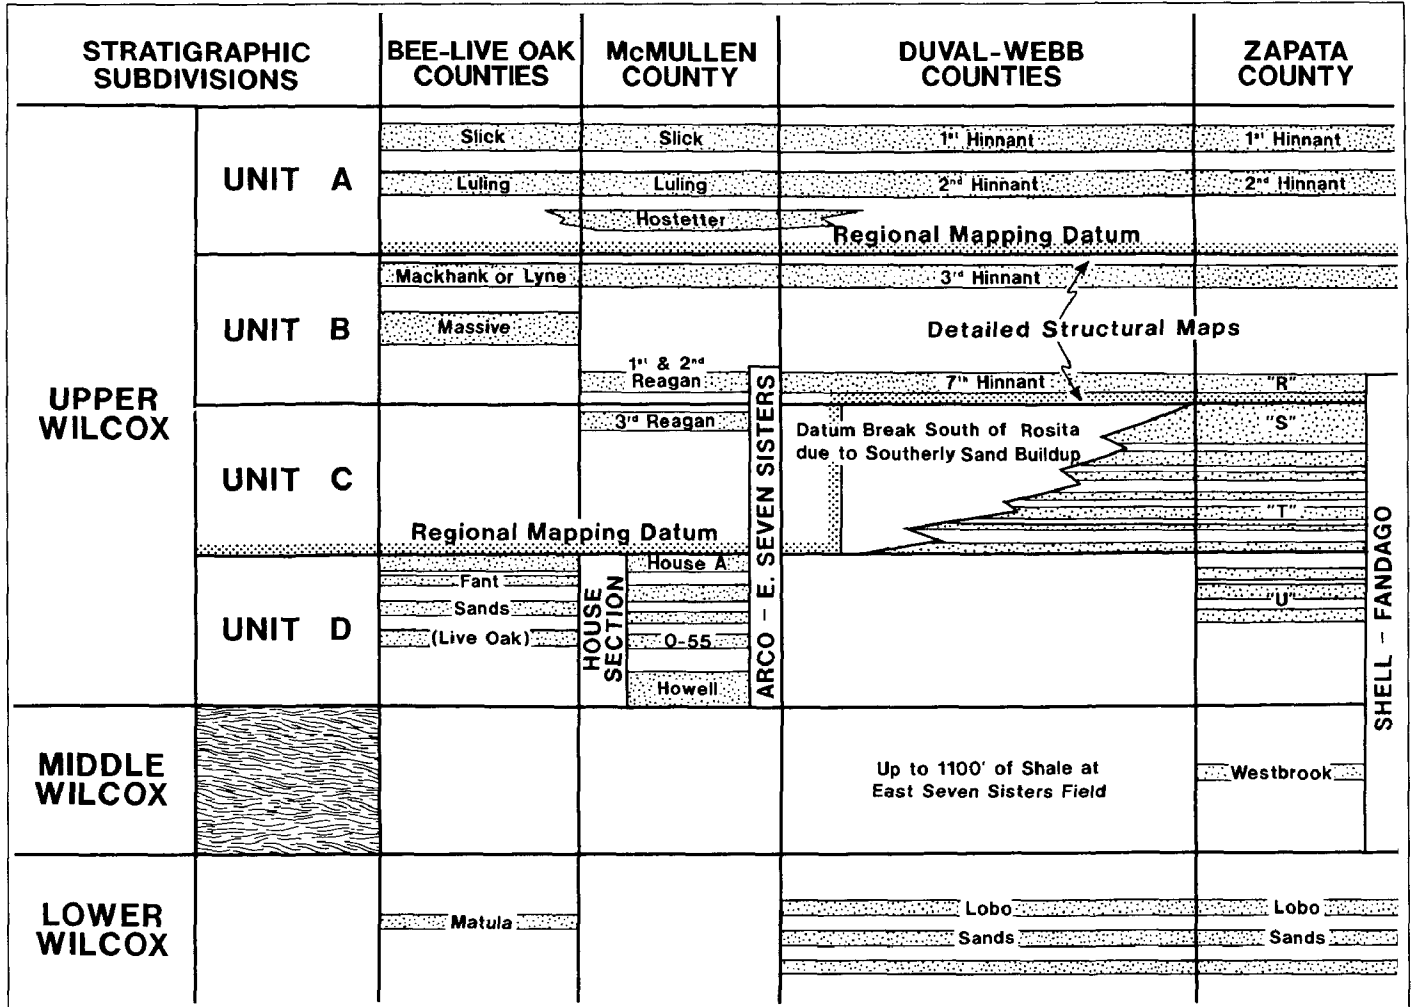 STRATIGRAPHIC
SUBDIVISIONS
BEE-LIVE OAK
COUNTIES
McMULLEN
COUNTY
DUVAL-WEBB
COUNTIES
ZAPATA
COUNTY
UPPER
WILCOX
UNIT A
Slick
Slick
1st Hinnant
1st Hinnant
Luling
Luling
2nd Hinnant
2nd Hinnant
Hostetter
Regional Mapping Datum
UNIT B
Mackhank or Lyne
3rd Hinnant
Massive
Detailed Structural Maps
1st & 2nd
Reagan
7th Hinnant
"R"
UNIT C
3rd Reagan
Datum Break South of Rosita
due to Southerly Sand Buildup
"S"
"T"
Regional Mapping Datum
UNIT D
Fant
Sands
(Live Oak)
HOUSE
SECTION
House A
O-55
Howell
ARCO – E. SEVEN SISTERS
"U"
SHELL – FANDAGO
MIDDLE
WILCOX
Up to 1100' of Shale at
East Seven Sisters Field
Westbrook
LOWER
WILCOX
Matula
Lobo
Sands
Lobo
Sands